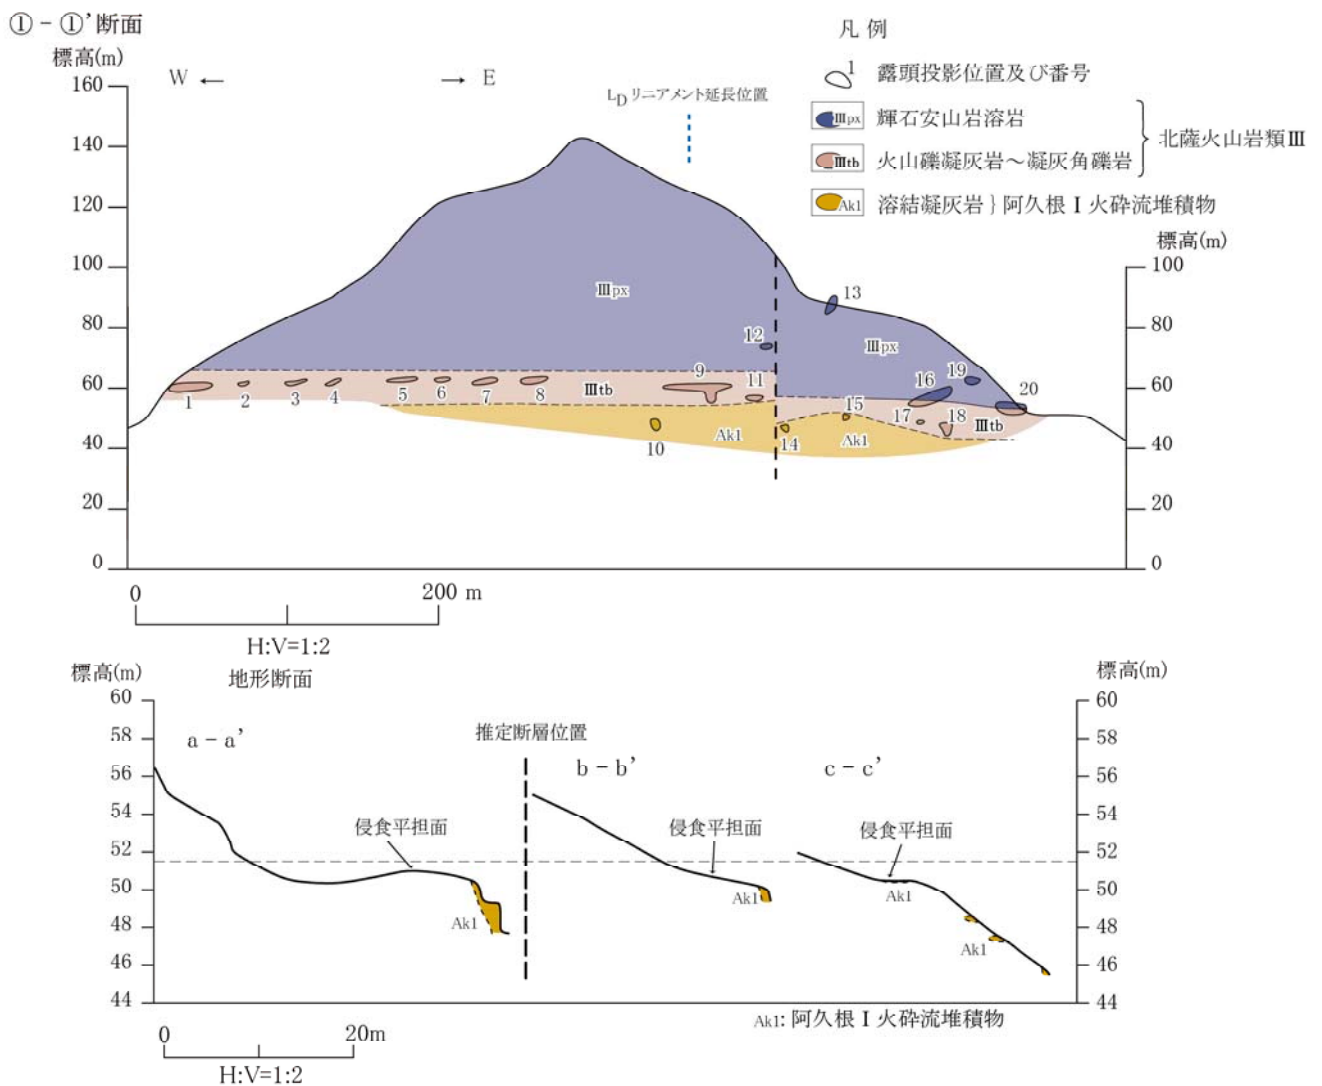 ①-①’断面
標高(m)
W ← → E
L_D リニアメント延長位置
凡 例
1 露頭投影位置及び番号
Ⅲpx 輝石安山岩溶岩
Ⅲtb 火山礫凝灰岩～凝灰角礫岩
北薩火山岩類Ⅲ
Ak1 溶結凝灰岩 } 阿久根Ⅰ火砕流堆積物
160
140
120
100
80
60
40
20
0
標高(m)
100
80
60
40
20
0
Ⅲpx
Ⅲpx
Ⅲtb
Ⅲtb
Ak1
Ak1
1 2 3 4 5 6 7 8 9 10
11 12 13 14 15 16 17 18 19 20
0 200 m
H:V=1:2
地形断面
標高(m)
60
58
56
54
52
50
48
46
44
標高(m)
60
58
56
54
52
50
48
46
44
a-a’
推定断層位置
b-b’
c-c’
侵食平担面
侵食平担面
侵食平担面
Ak1
Ak1
Ak1
Ak1
Ak1: 阿久根Ⅰ火砕流堆積物
0 20m
H:V=1:2